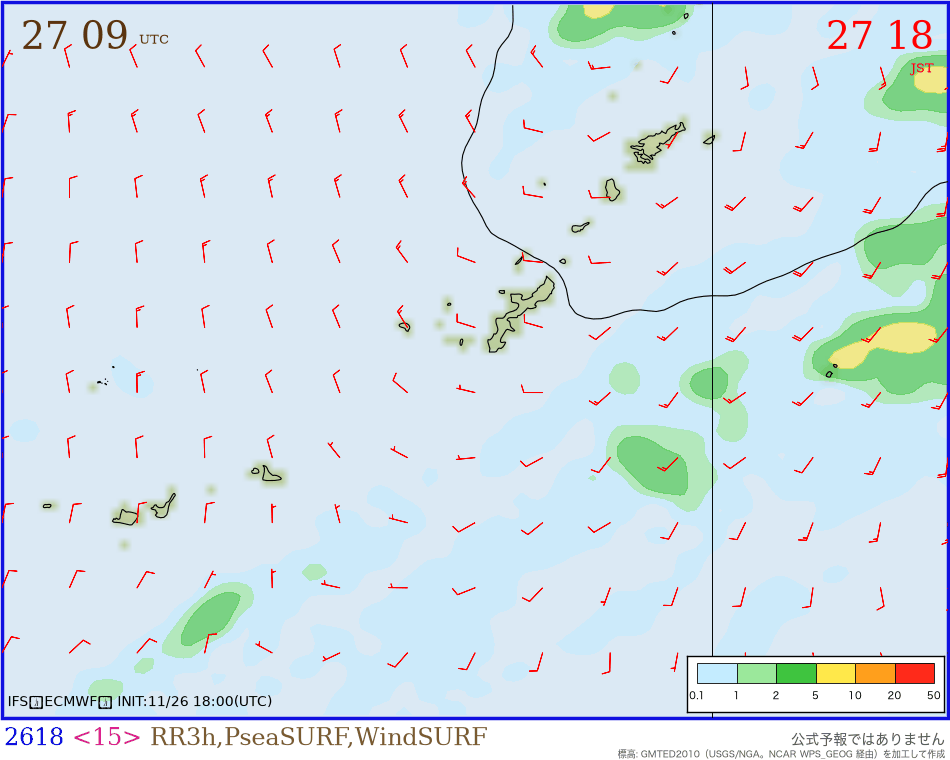 27 09 UTC
27 18
JST
IFS ECMWF INIT:11/26 18:00(UTC)
0.1 1 2 5 10 20 50
2618 <15> RR3h,PseaSURF,WindSURF
公式予報ではありません
標高: GMTED2010（USGS/NGA。NCAR WPS_GEOG 経由）を加工して作成